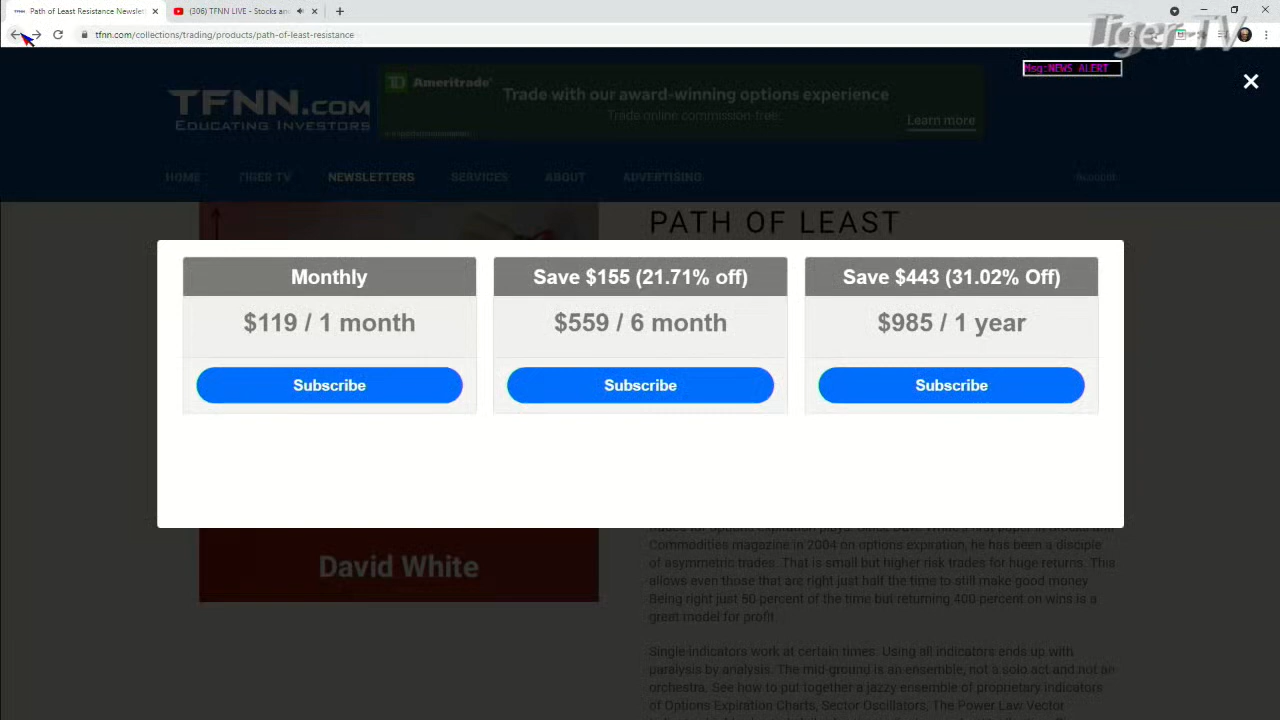 Path of Least Resistance Newslet
(306) TFNN LIVE - Stocks an
Tiger TV
tfnn.com/collections/trading/products/path-of-least-resistance
Msg:NEWS ALERT
TFNN.com
Educating Investors
TD Ameritrade
Trade with our award-winning options experience
Trade online commission-free.
Learn more
HOME
TIGER TV
NEWSLETTERS
SERVICES
ABOUT
ADVERTISING
PATH OF LEAST
Monthly
$119 / 1 month
Subscribe
Save $155 (21.71% off)
$559 / 6 month
Subscribe
Save $443 (31.02% Off)
$985 / 1 year
Subscribe
David White
Commodities magazine in 2004 on options expiration, he has been a disciple
of asymmetric trades. That is small but higher risk trades for huge returns. This
allows even those that are right just half the time to still make good money.
Being right just 50 percent of the time but returning 400 percent on wins is a
great model for profit.
Single indicators work at certain times. Using all indicators ends up with
paralysis by analysis. The mid-ground is an ensemble, not a solo act and not an
orchestra. See how to put together a jazzy ensemble of proprietary indicators
of Options Expiration Charts, Sector Oscillators, The Power Law Vector